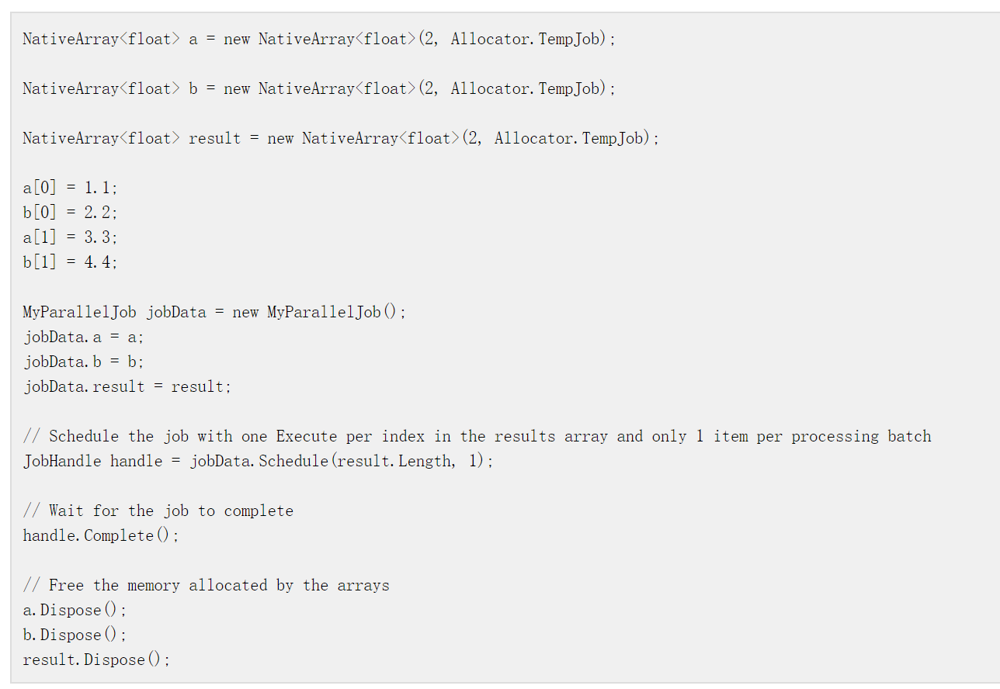 NativeArray<float> a = new NativeArray<float>(2, Allocator.TempJob);
NativeArray<float> b = new NativeArray<float>(2, Allocator.TempJob);
NativeArray<float> result = new NativeArray<float>(2, Allocator.TempJob);
a[0] = 1.1;
b[0] = 2.2;
a[1] = 3.3;
b[1] = 4.4;
MyParallelJob jobData = new MyParallelJob();
jobData.a = a;
jobData.b = b;
jobData.result = result;
// Schedule the job with one Execute per index in the results array and only 1 item per processing batch
JobHandle handle = jobData.Schedule(result.Length, 1);
// Wait for the job to complete
handle.Complete();
// Free the memory allocated by the arrays
a.Dispose();
b.Dispose();
result.Dispose();